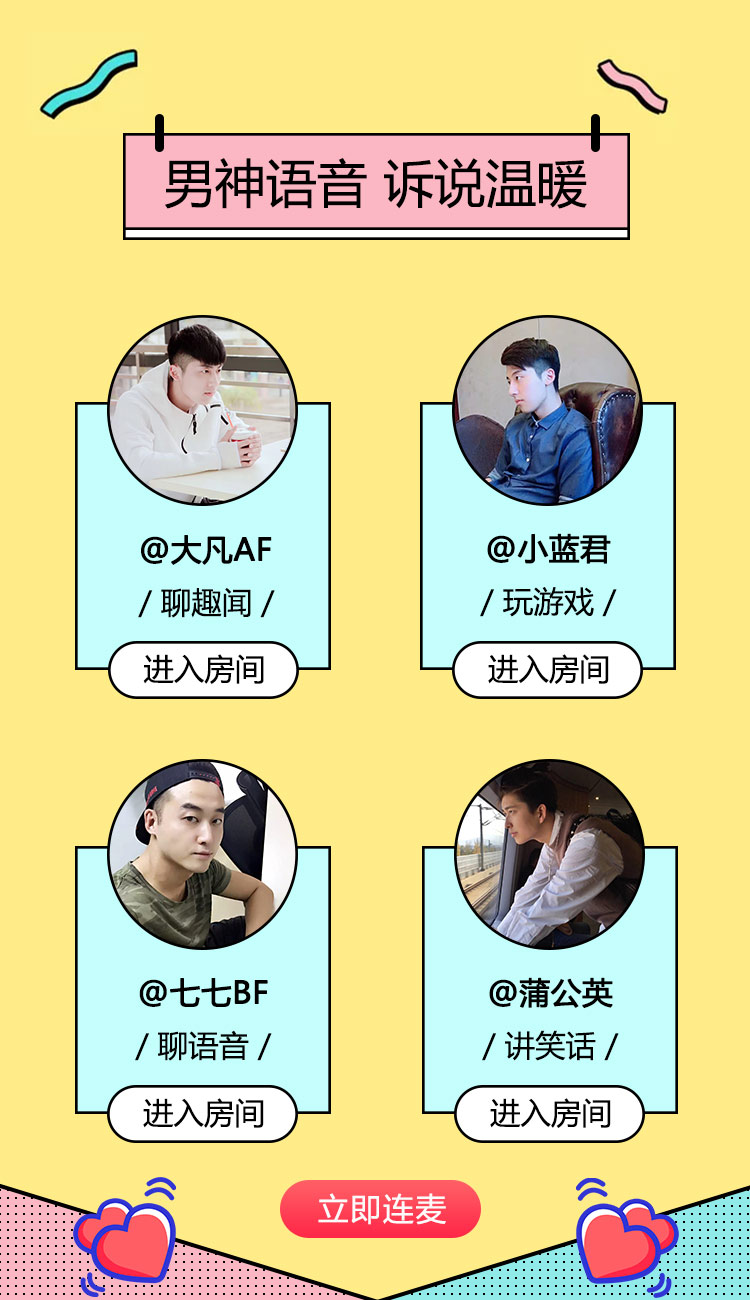 男神语音 诉说温暖
@大凡AF
/ 聊趣闻 /
进入房间
@小蓝君
/ 玩游戏 /
进入房间
@七七BF
/ 聊语音 /
进入房间
@蒲公英
/ 讲笑话 /
进入房间
立即连麦